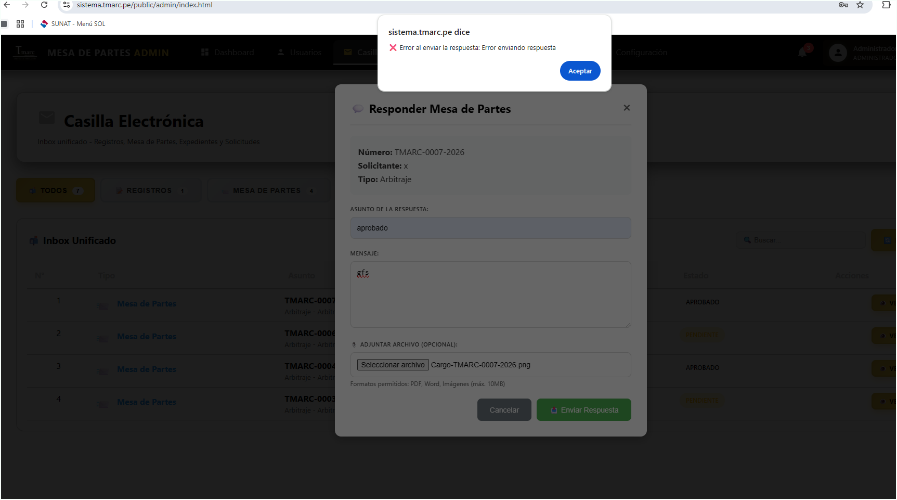 sistema.tmarc.pe/public/admin/index.html
SUNAT - Menú SOL
sistema.tmarc.pe dice
❌ Error al enviar la respuesta: Error enviando respuesta
Aceptar
MESA DE PARTES ADMIN
Dashboard
Usuarios
Configuración
Casilla Electrónica
Inbox unificado - Registros, Mesa de Partes, Expedientes y Solicitudes
TODOS
REGISTROS
MESA DE PARTES
Inbox Unificado
Buscar
N°
Tipo
Asunto
Estado
Acciones
1
Mesa de Partes
TMARC-0007
APROBADO
2
Mesa de Partes
TMARC-0006
3
Mesa de Partes
TMARC-0004
APROBADO
4
Mesa de Partes
TMARC-0003
Responder Mesa de Partes
×
Número: TMARC-0007-2026
Solicitante: x
Tipo: Arbitraje
ASUNTO DE LA RESPUESTA:
aprobado
MENSAJE:
gfs
ADJUNTAR ARCHIVO (OPCIONAL):
Seleccionar archivo Cargo-TMARC-0007-2026.png
Formatos permitidos: PDF, Word, Imágenes (máx. 10MB)
Cancelar
Enviar Respuesta